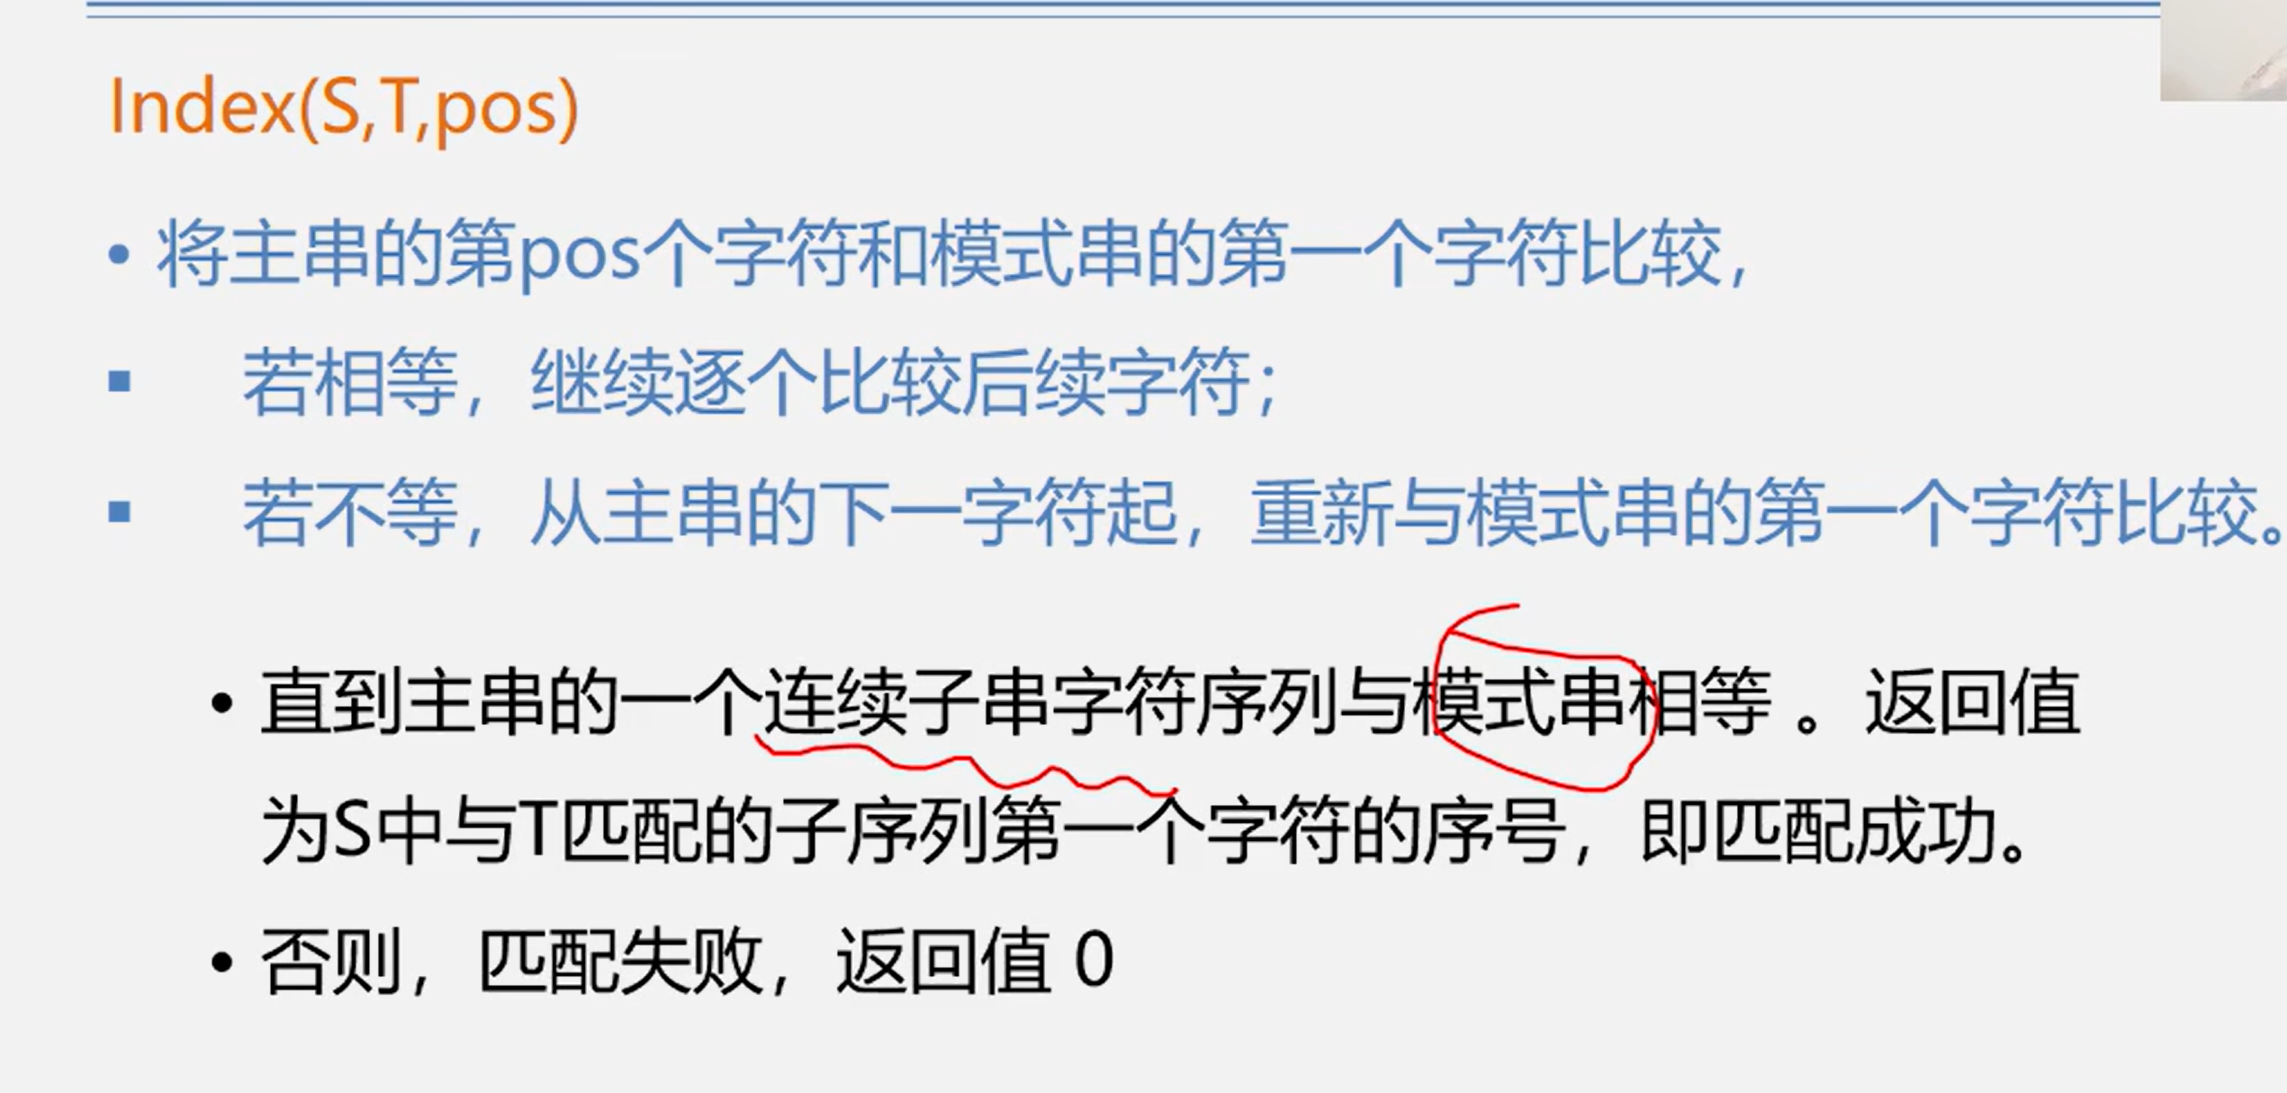 Index(S,T,pos)
•将主串的第pos个字符和模式串的第一个字符比较,
▪ 若相等，继续逐个比较后续字符；
▪ 若不等，从主串的下一字符起，重新与模式串的第一个字符比较。
•直到主串的一个连续子串字符序列与模式串相等 。返回值
为S中与T匹配的子序列第一个字符的序号，即匹配成功。
•否则，匹配失败，返回值 0